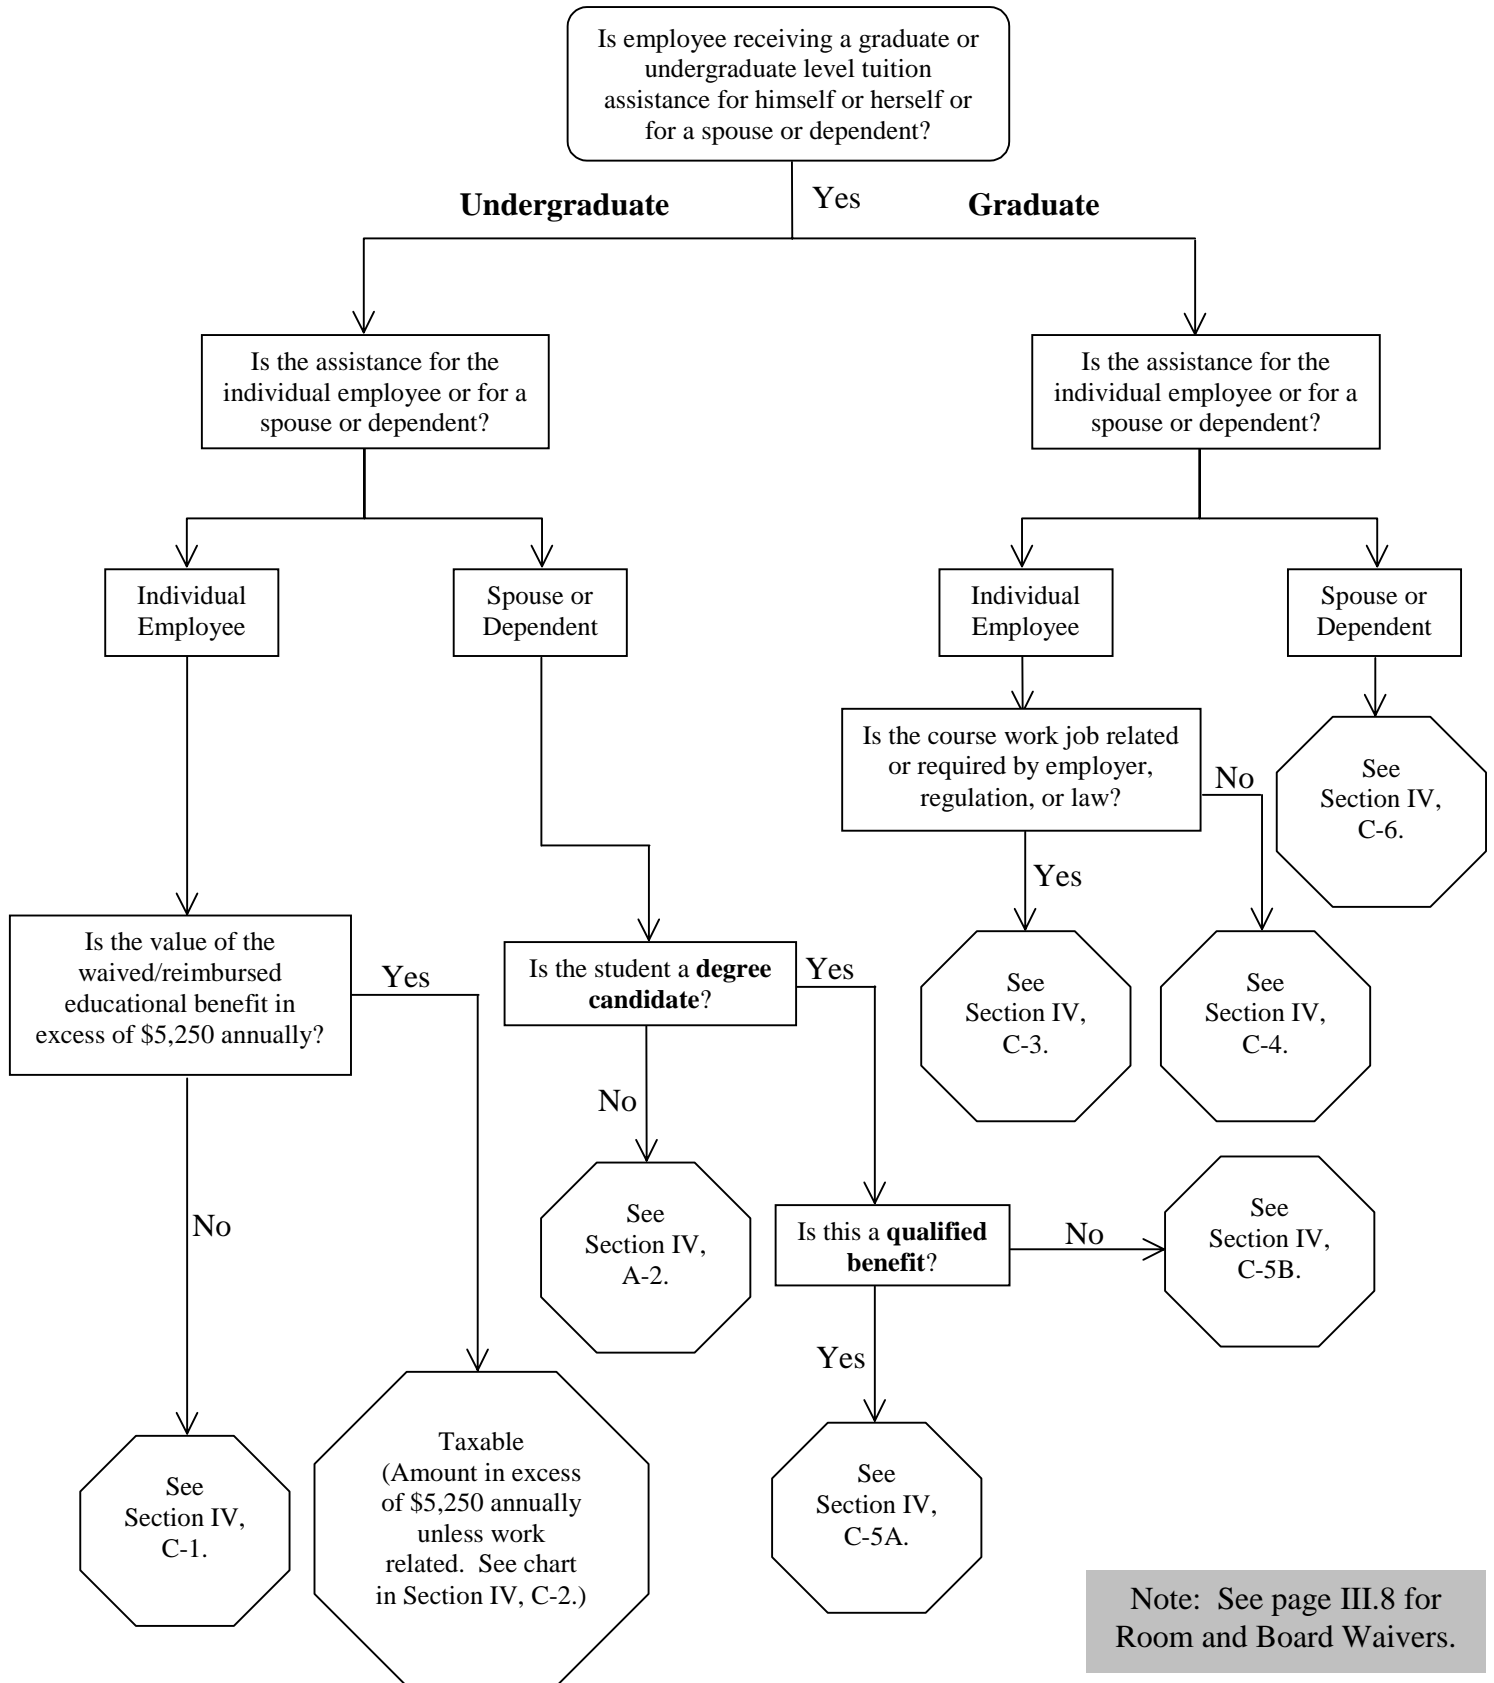 Is employee receiving a graduate or
undergraduate level tuition
assistance for himself or herself or
for a spouse or dependent?
Undergraduate
Yes
Graduate
Is the assistance for the
individual employee or for a
spouse or dependent?
Is the assistance for the
individual employee or for a
spouse or dependent?
Individual
Employee
Spouse or
Dependent
Individual
Employee
Spouse or
Dependent
Is the course work job related
or required by employer,
regulation, or law?
No
See
Section IV,
C-6.
Yes
Is the value of the
waived/reimbursed
educational benefit in
excess of $5,250 annually?
Yes
Is the student a degree
candidate?
Yes
See
Section IV,
C-3.
See
Section IV,
C-4.
No
No
See
Section IV,
A-2.
Is this a qualified
benefit?
No
See
Section IV,
C-5B.
Yes
See
Section IV,
C-1.
Taxable
(Amount in excess
of $5,250 annually
unless work
related. See chart
in Section IV, C-2.)
See
Section IV,
C-5A.
Note: See page III.8 for
Room and Board Waivers.